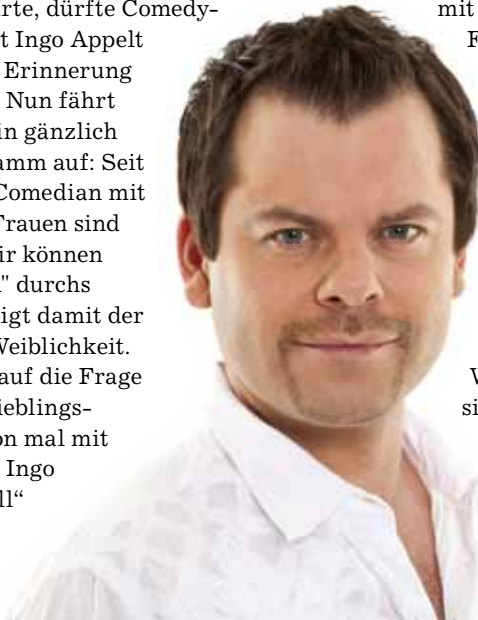 rte, dürfte Comedy-
t Ingo Appelt
Erinnerung
Nun fährt
in gänzlich
amm auf: Seit
Comedian mit
Frauen sind
ir können
" durchs
igt damit der
Weiblichkeit.
auf die Frage
ieblings-
on mal mit
Ingo
ll“
mit
F
W
si